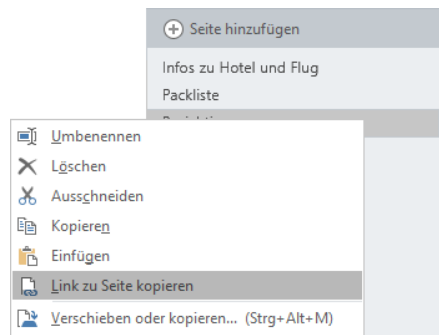 Seite hinzufügen
Infos zu Hotel und Flug
Packliste
Umbenennen
Löschen
Ausschneiden
Kopieren
Einfügen
Link zu Seite kopieren
Verschieben oder kopieren... (Strg+Alt+M)